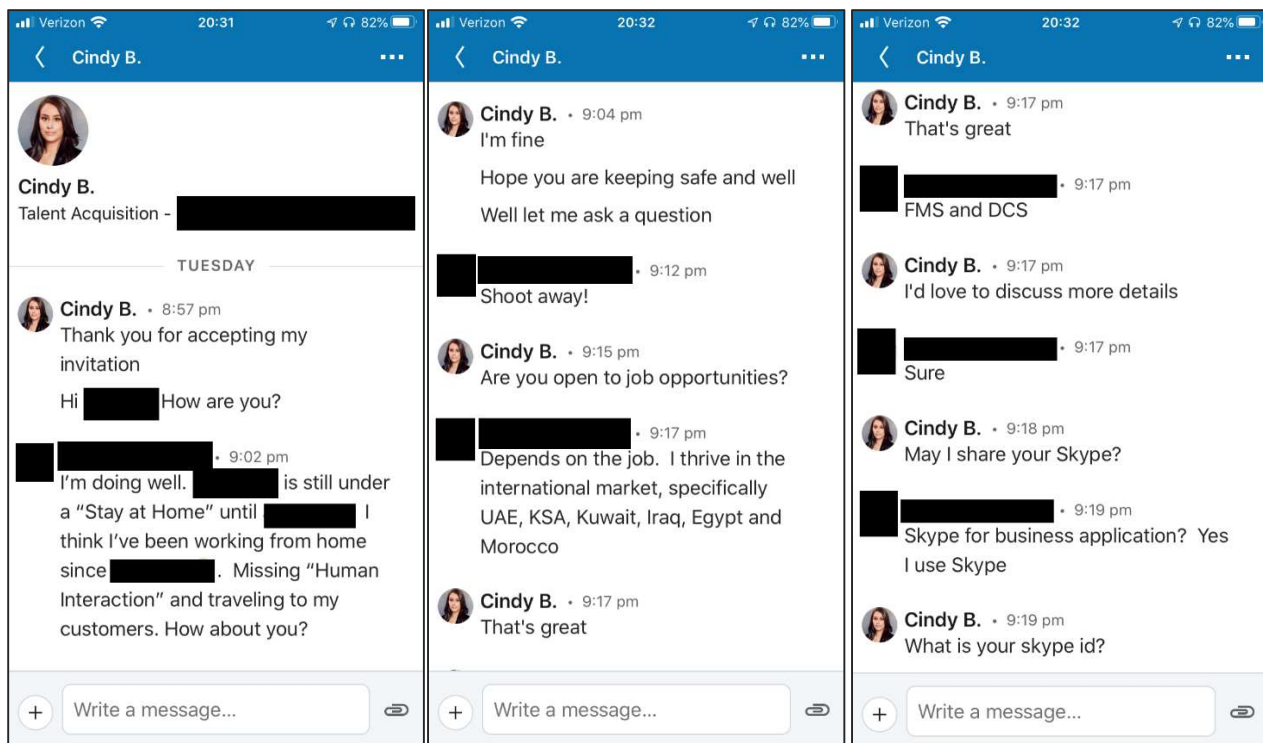 Verizon 20:31 82%
Cindy B.
Cindy B.
Talent Acquisition -
TUESDAY
Cindy B. • 8:57 pm
Thank you for accepting my
invitation
Hi How are you?
• 9:02 pm
I'm doing well. is still under
a “Stay at Home” until I
think I've been working from home
since . Missing “Human
Interaction” and traveling to my
customers. How about you?
Write a message...
Verizon 20:32 82%
Cindy B.
Cindy B. • 9:04 pm
I'm fine
Hope you are keeping safe and well
Well let me ask a question
• 9:12 pm
Shoot away!
Cindy B. • 9:15 pm
Are you open to job opportunities?
• 9:17 pm
Depends on the job. I thrive in the
international market, specifically
UAE, KSA, Kuwait, Iraq, Egypt and
Morocco
Cindy B. • 9:17 pm
That's great
Write a message...
Verizon 20:32 82%
Cindy B.
Cindy B. • 9:17 pm
That's great
• 9:17 pm
FMS and DCS
Cindy B. • 9:17 pm
I'd love to discuss more details
• 9:17 pm
Sure
Cindy B. • 9:18 pm
May I share your Skype?
• 9:19 pm
Skype for business application? Yes
I use Skype
Cindy B. • 9:19 pm
What is your skype id?
Write a message...